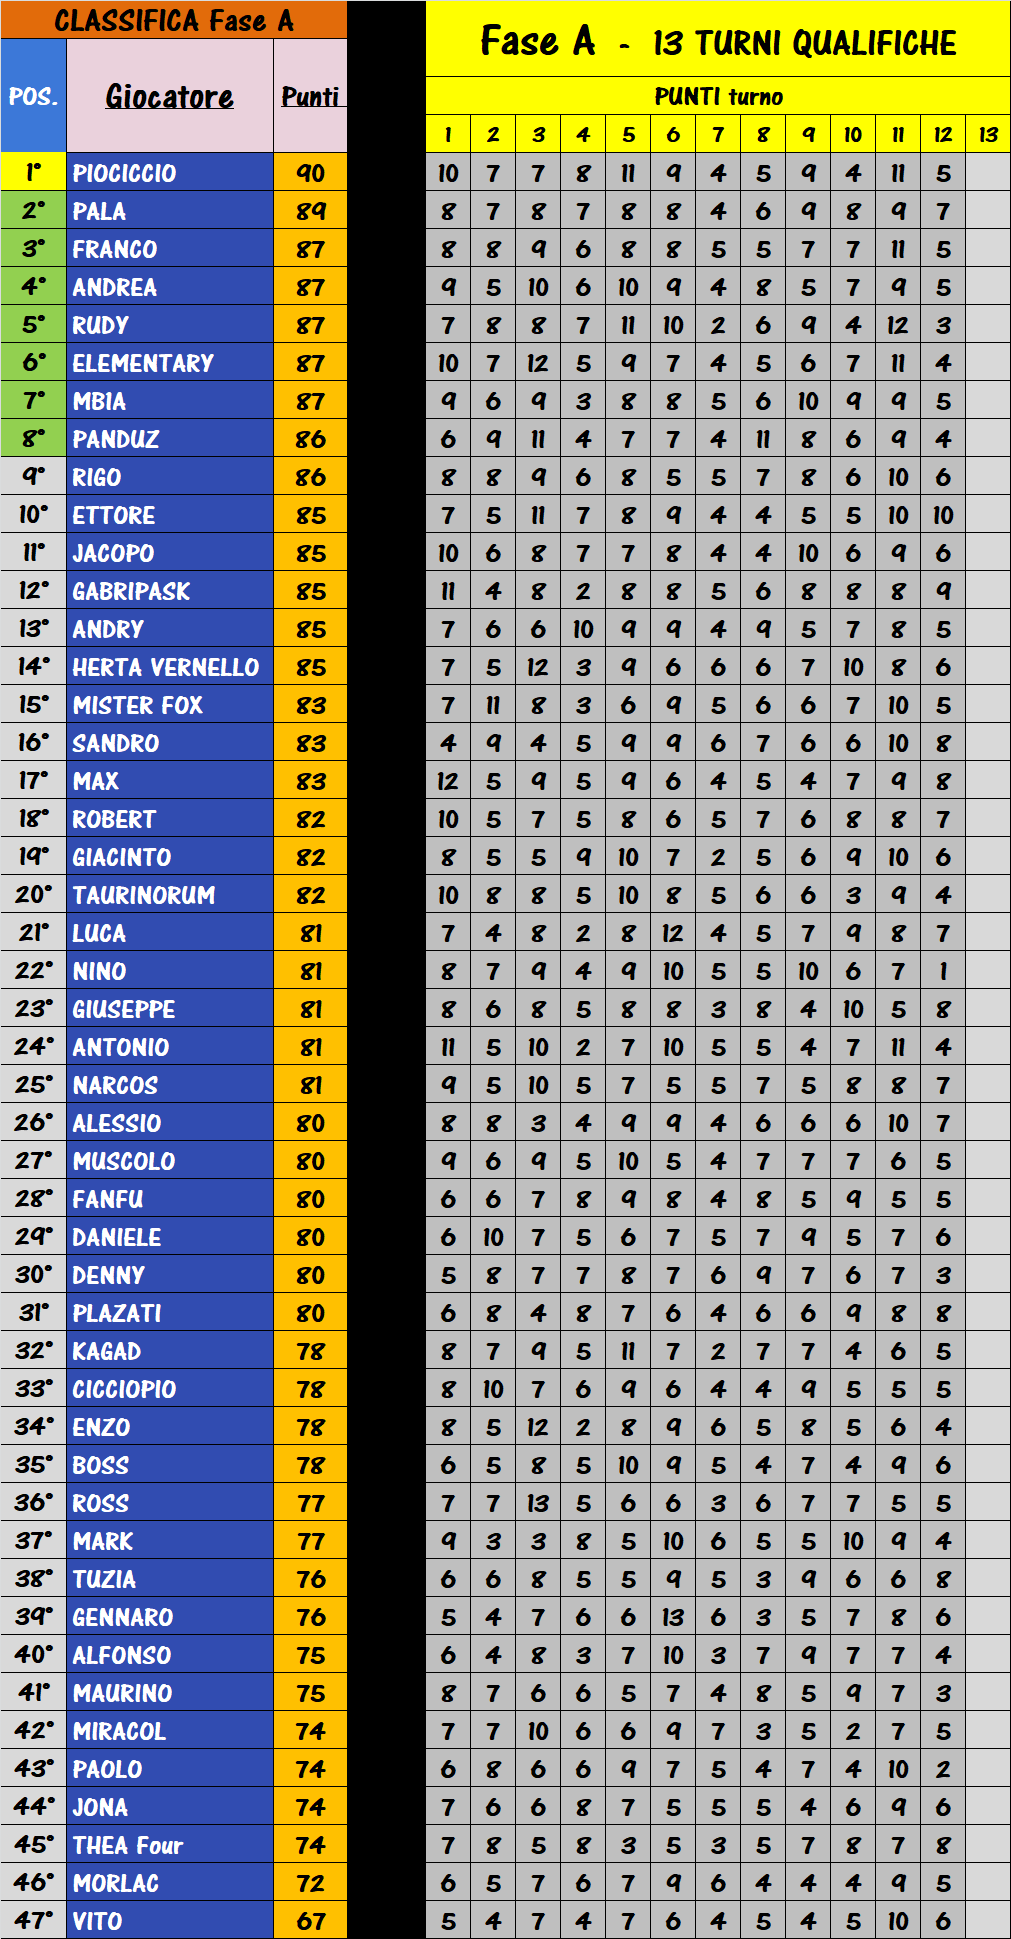 CLASSIFICA Fase A
Fase A - 13 TURNI QUALIFICHE
POS. Giocatore Punti
PUNTI turno
1 2 3 4 5 6 7 8 9 10 11 12 13
1° PIOCICCIO 90 10 7 7 8 11 9 4 5 9 4 11 5
2° PALA 89 8 7 8 7 8 8 4 6 9 8 9 7
3° FRANCO 87 8 8 9 6 8 8 5 5 7 7 11 5
4° ANDREA 87 9 5 10 6 10 9 4 8 5 7 9 5
5° RUDY 87 7 8 8 7 11 10 2 6 9 4 12 3
6° ELEMENTARY 87 10 7 12 5 9 7 4 5 6 7 11 4
7° MBIA 87 9 6 9 3 8 8 5 6 10 9 9 5
8° PANDUZ 86 6 9 11 4 7 7 4 11 8 6 9 4
9° RIGO 86 8 8 9 6 8 5 5 7 8 6 10 6
10° ETTORE 85 7 5 11 7 8 9 4 4 5 5 10 10
11° JACOPO 85 10 6 8 7 7 8 4 4 10 6 9 6
12° GABRIPASK 85 11 4 8 2 8 8 5 6 8 8 8 9
13° ANDRY 85 7 6 6 10 9 9 4 9 5 7 8 5
14° HERTA VERNELLO 85 7 5 12 3 9 6 6 6 7 10 8 6
15° MISTER FOX 83 7 11 8 3 6 9 5 6 6 7 10 5
16° SANDRO 83 4 9 4 5 9 9 6 7 6 6 10 8
17° MAX 83 12 5 9 5 9 6 4 5 4 7 9 8
18° ROBERT 82 10 5 7 5 8 6 5 7 6 8 8 7
19° GIACINTO 82 8 5 5 9 10 7 2 5 6 9 10 6
20° TAURINORUM 82 10 8 8 5 10 8 5 6 6 3 9 4
21° LUCA 81 7 4 8 2 8 12 4 5 7 9 8 7
22° NINO 81 8 7 9 4 9 10 5 5 10 6 7 1
23° GIUSEPPE 81 8 6 8 5 8 8 3 8 4 10 5 8
24° ANTONIO 81 11 5 10 2 7 10 5 5 4 7 11 4
25° NARCOS 81 9 5 10 5 7 5 5 7 5 8 8 7
26° ALESSIO 80 8 8 3 4 9 9 4 6 6 6 10 7
27° MUSCOLO 80 9 6 9 5 10 5 4 7 7 7 6 5
28° FANFU 80 6 6 7 8 9 8 4 8 5 9 5 5
29° DANIELE 80 6 10 7 5 6 7 5 7 9 5 7 6
30° DENNY 80 5 8 7 7 8 7 6 9 7 6 7 3
31° PLAZATI 80 6 8 4 8 7 6 4 6 6 9 8 8
32° KAGAD 78 8 7 9 5 11 7 2 7 7 4 6 5
33° CICCIOPIO 78 8 10 7 6 9 6 4 4 9 5 5 5
34° ENZO 78 8 5 12 2 8 9 6 5 8 5 6 4
35° BOSS 78 6 5 8 5 10 9 5 4 7 4 9 6
36° ROSS 77 7 7 13 5 6 6 3 6 7 7 5 5
37° MARK 77 9 3 3 8 5 10 6 5 5 10 9 4
38° TUZIA 76 6 6 8 5 5 9 5 3 9 6 6 8
39° GENNARO 76 5 4 7 6 6 13 6 3 5 7 8 6
40° ALFONSO 75 6 4 8 3 7 10 3 7 9 7 7 4
41° MAURINO 75 8 7 6 6 5 7 4 8 5 9 7 3
42° MIRACOL 74 7 7 10 6 6 9 7 3 5 2 7 5
43° PAOLO 74 6 8 6 6 9 7 5 4 7 4 10 2
44° JONA 74 7 6 6 8 7 5 5 5 4 6 9 6
45° THEA Four 74 7 8 5 8 3 5 3 5 7 8 7 8
46° MORLAC 72 6 5 7 6 7 9 6 4 4 4 9 5
47° VITO 67 5 4 7 4 7 6 4 5 4 5 10 6